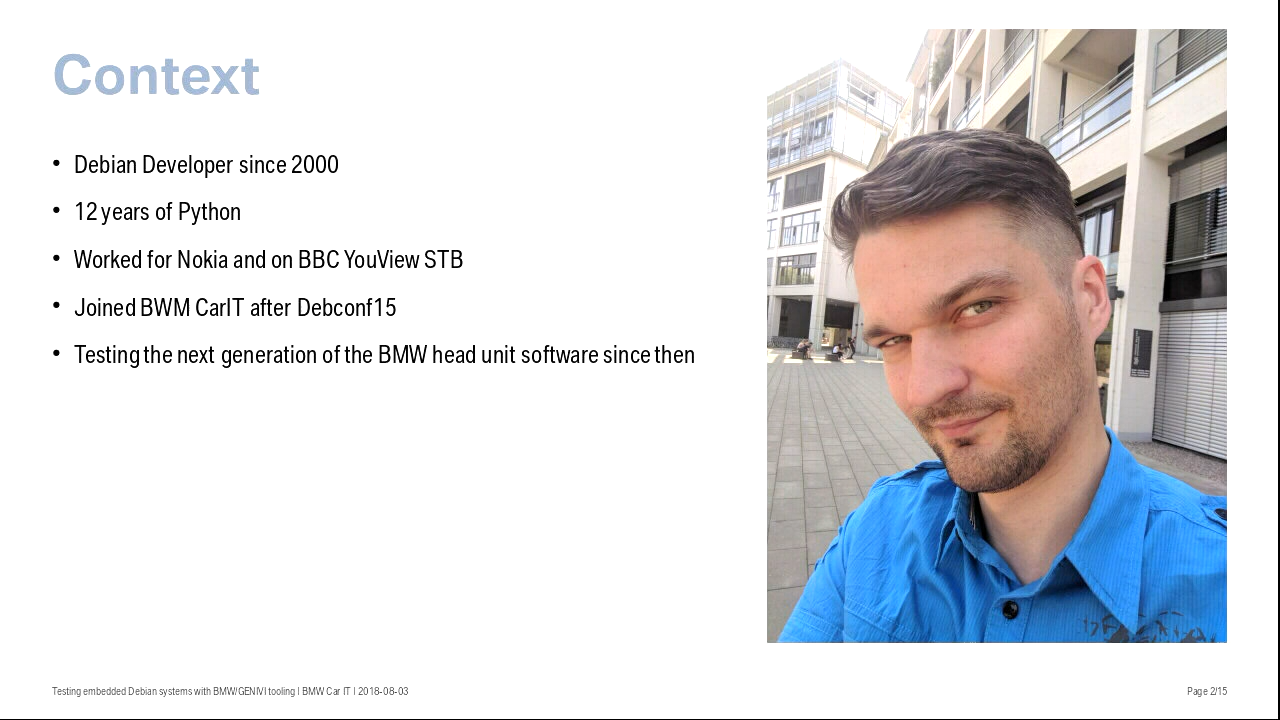 Context
• Debian Developer since 2000
• 12 years of Python
• Worked for Nokia and on BBC YouView STB
• Joined BWM CarIT after Debconf15
• Testing the next generation of the BMW head unit software since then
Testing embedded Debian systems with BMW/GENIVI tooling | BMW Car IT | 2018-08-03
Page 2/15